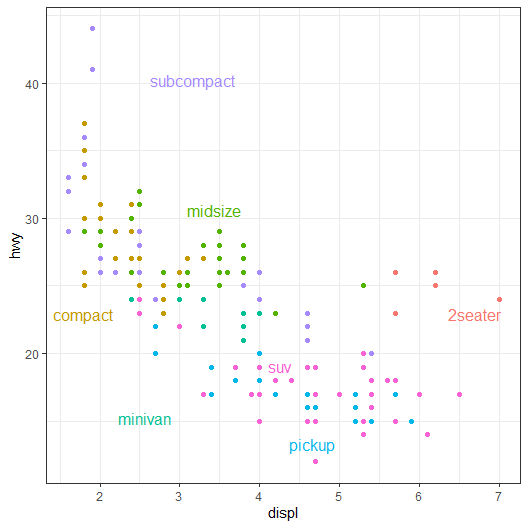 subcompact
40
midsize
30
hwy
compact
2seater
20
suv
minivan
pickup
2 3 4 5 6 7
displ